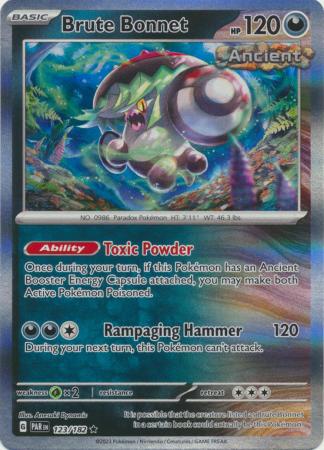 BASIC
Brute Bonnet
HP 120
Ancient
NO. 0986 Paradox Pokémon HT: 3'11" WT: 46.3 lbs.
Ability Toxic Powder
Once during your turn, if this Pokémon has an Ancient
Booster Energy Capsule attached, you may make both
Active Pokémon Poisoned.
Rampaging Hammer 120
During your next turn, this Pokémon can't attack.
weakness ×2 resistance retreat
Illus. Anesaki Dynamic
G PAR EN 123/182 ★
It is possible that the creature listed as Brute Bonnet
in a certain book could actually be this Pokémon.
©2023 Pokémon / Nintendo / Creatures / GAME FREAK